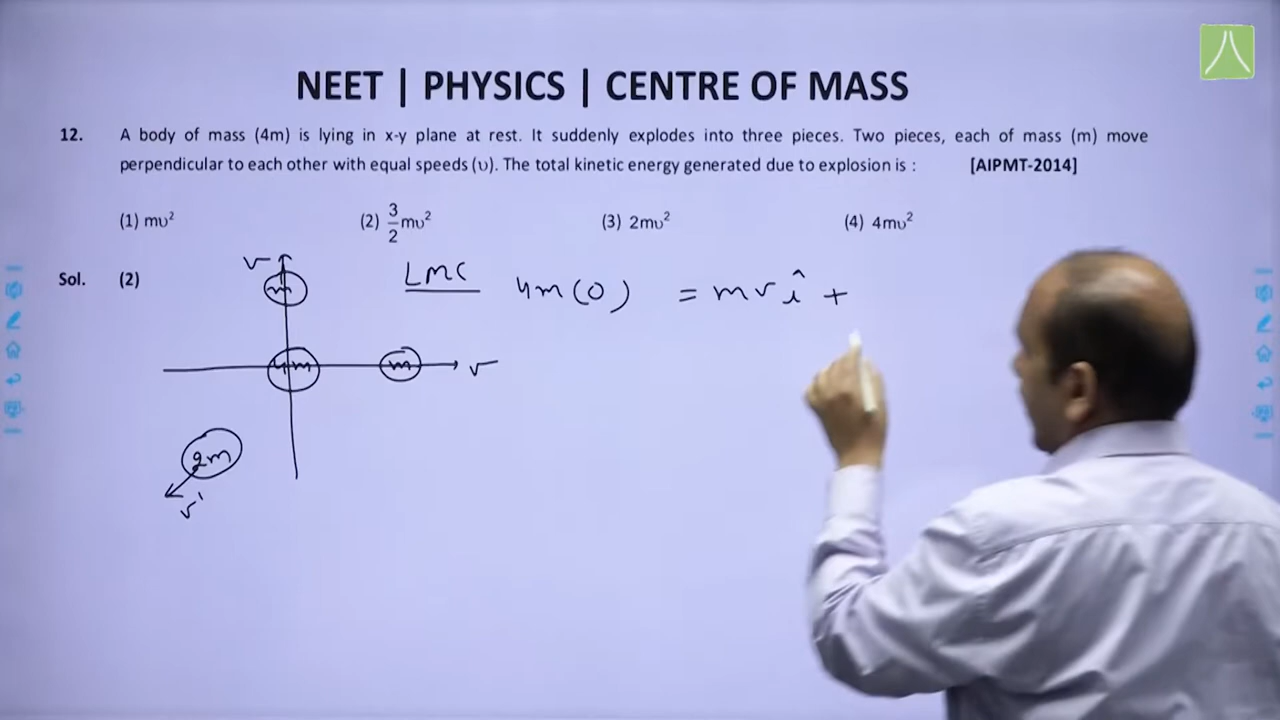 NEET | PHYSICS | CENTRE OF MASS
12. A body of mass (4m) is lying in x-y plane at rest. It suddenly explodes into three pieces. Two pieces, each of mass (m) move
perpendicular to each other with equal speeds (υ). The total kinetic energy generated due to explosion is : [AIPMT-2014]
(1) mυ² (2) 3/2 mυ² (3) 2mυ² (4) 4mυ²
Sol. (2)
v
m
LMC 4m(0) = mv î +
4m m v
2m
v'